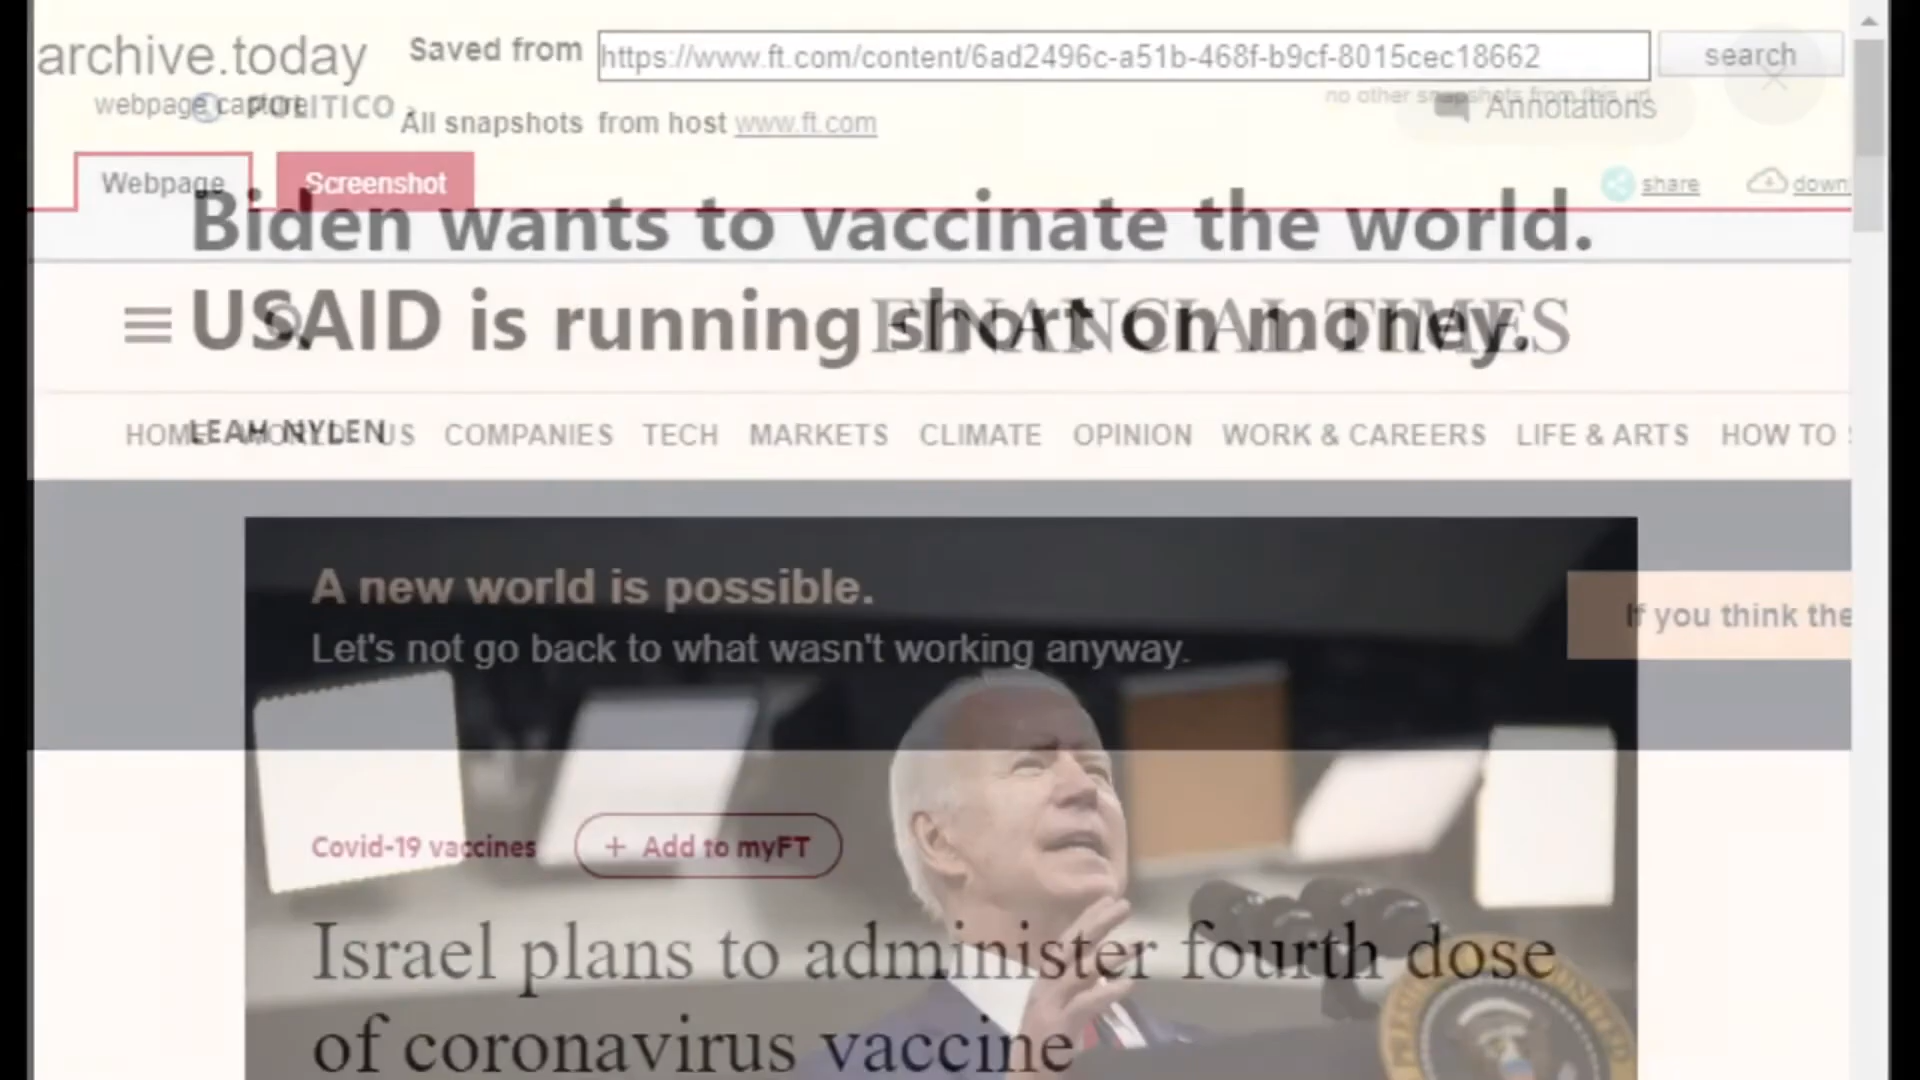 archive.today
Saved from
https://www.ft.com/content/6ad2496c-a51b-468f-b9cf-8015cec18662
search
no other snapshots from this url
webpage capture
POLITICO
Annotations
All snapshots from host www.ft.com
Webpage
Screenshot
share
down
Biden wants to vaccinate the world.
USAID is running short on money.
FINANCIAL TIMES
LEAH NYLEN
HOME WORLD US COMPANIES TECH MARKETS CLIMATE OPINION WORK & CAREERS LIFE & ARTS HOW TO
A new world is possible.
Let's not go back to what wasn't working anyway.
If you think the
Covid-19 vaccines
+ Add to myFT
Israel plans to administer fourth dose
of coronavirus vaccine